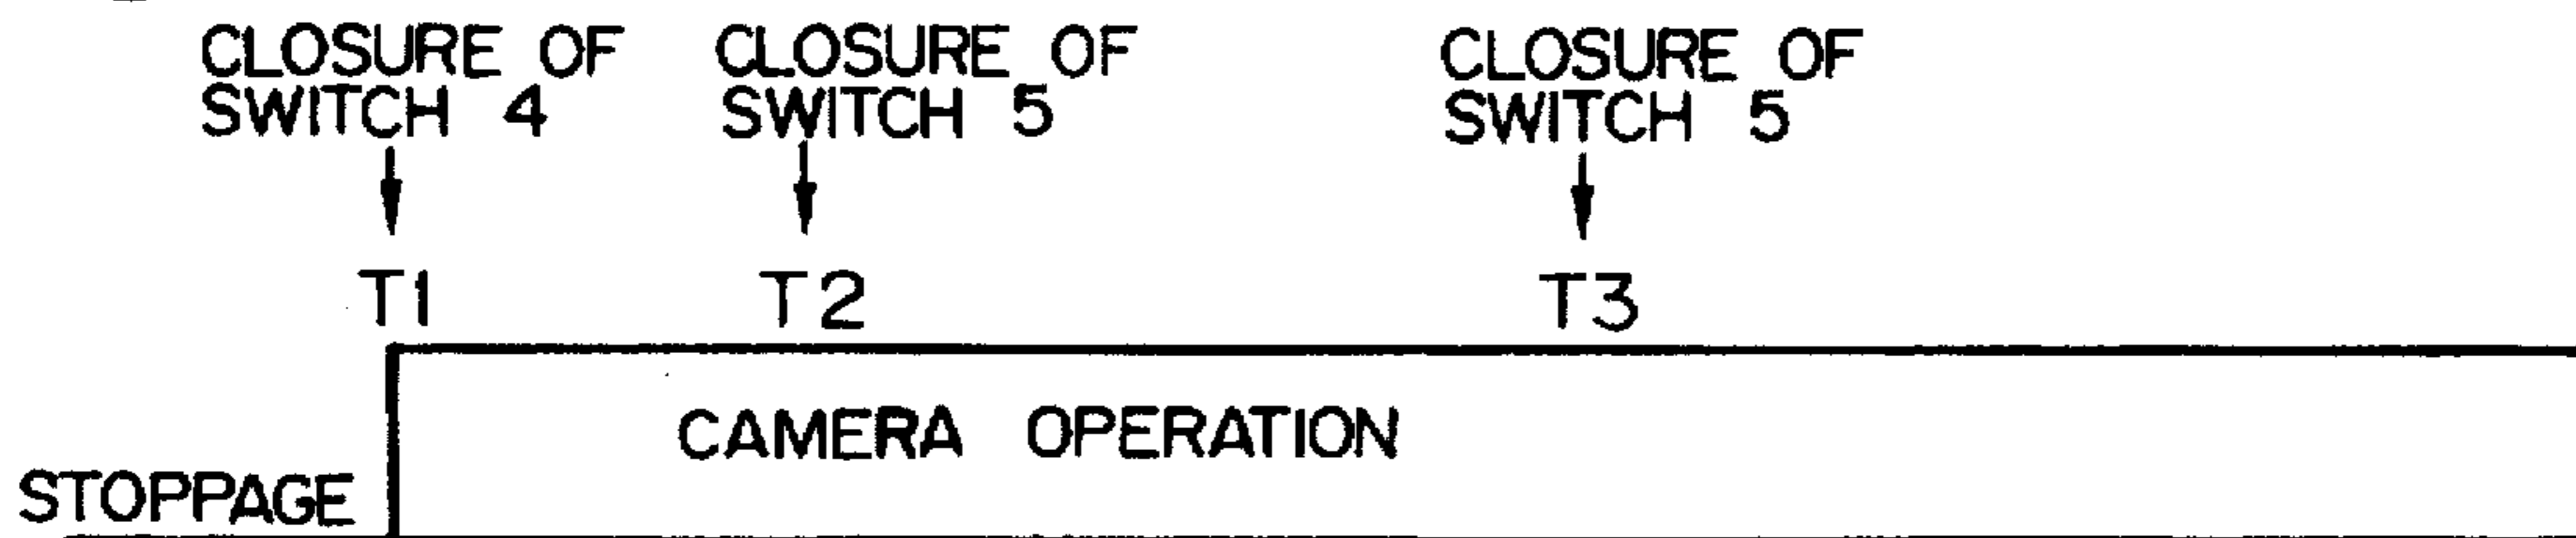 CLOSURE OF
SWITCH 4
CLOSURE OF
SWITCH 5
CLOSURE OF
SWITCH 5
T1
T2
T3
CAMERA OPERATION
STOPPAGE